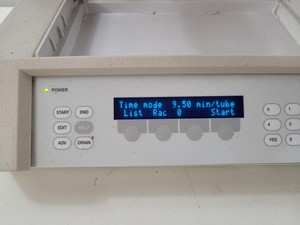 POWER
Time mode 9.50 min/tube
List Rac 0 Start
START END
EDIT
ADV DRAIN
YES